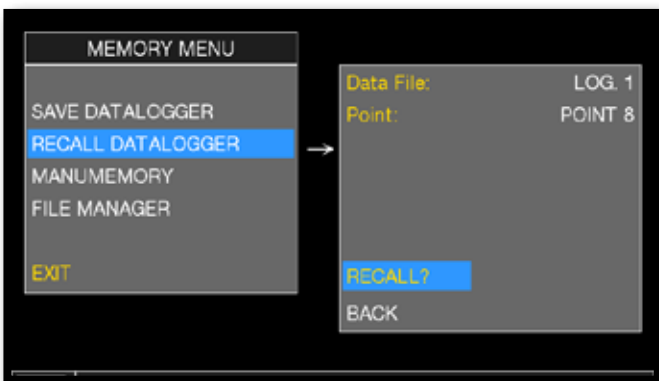 MEMORY MENU
SAVE DATALOGGER
RECALL DATALOGGER
MANUMEMORY
FILE MANAGER
EXIT
→
Data File: LOG. 1
Point: POINT 8
RECALL?
BACK